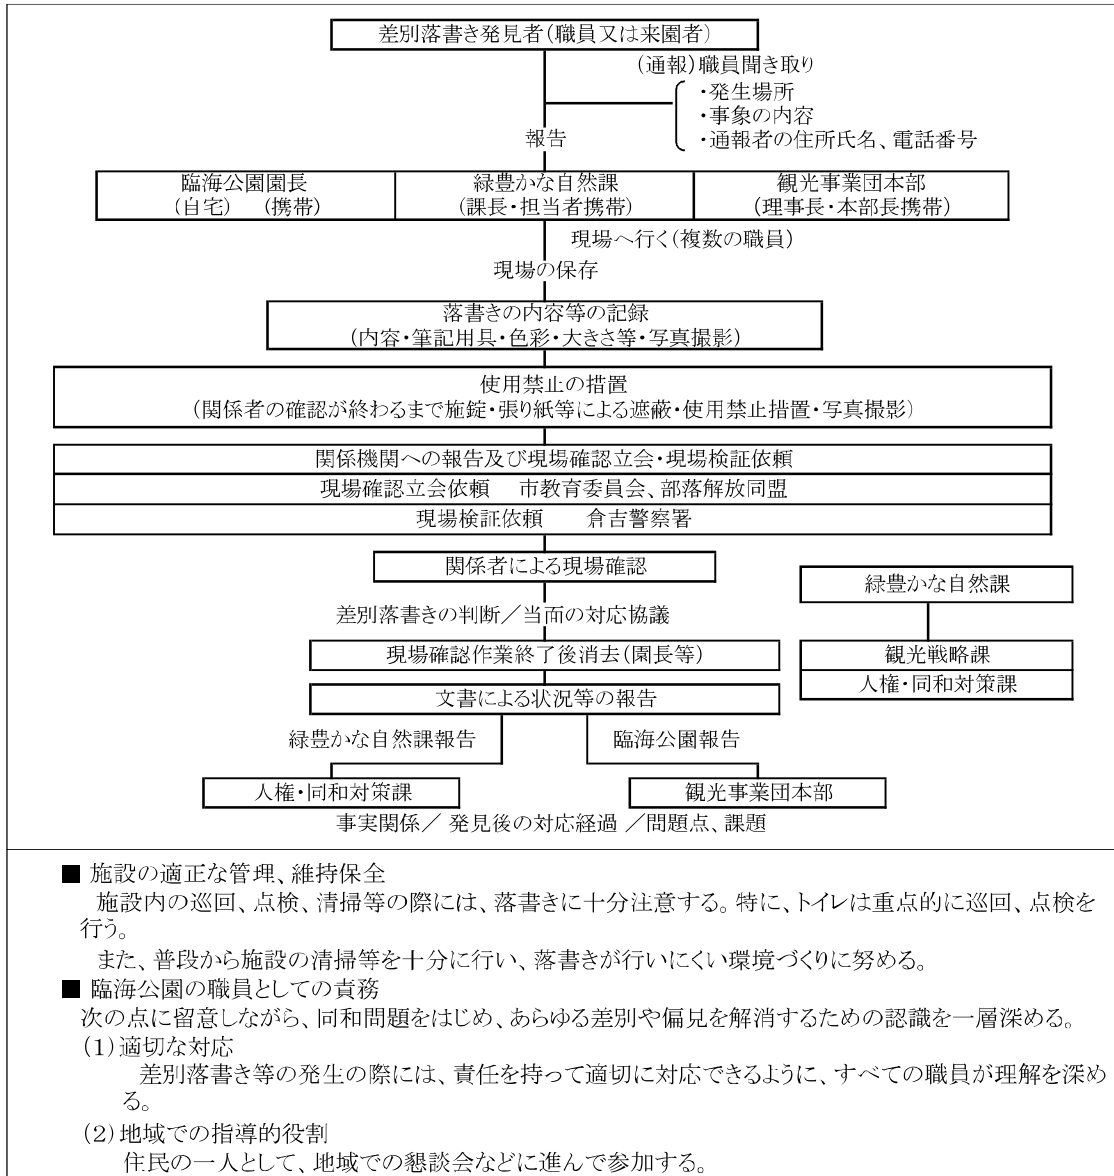 差別落書き発見者（職員又は来園者）
（通報）職員聞き取り
・発生場所
・事象の内容
・通報者の住所氏名、電話番号
報告
臨海公園園長
（自宅）　（携帯）
緑豊かな自然課
（課長・担当者携帯）
観光事業団本部
（理事長・本部長携帯）
現場へ行く（複数の職員）
現場の保存
落書きの内容等の記録
（内容・筆記用具・色彩・大きさ等・写真撮影）
使用禁止の措置
（関係者の確認が終わるまで施錠・張り紙等による遮蔽・使用禁止措置・写真撮影）
関係機関への報告及び現場確認立会・現場検証依頼
現場確認立会依頼　市教育委員会、部落解放同盟
現場検証依頼　　倉吉警察署
関係者による現場確認
差別落書きの判断／当面の対応協議
現場確認作業終了後消去（園長等）
文書による状況等の報告
緑豊かな自然課
観光戦略課
人権・同和対策課
緑豊かな自然課報告
臨海公園報告
人権・同和対策課
観光事業団本部
事実関係／ 発見後の対応経過 ／問題点、課題
■ 施設の適正な管理、維持保全
施設内の巡回、点検、清掃等の際には、落書きに十分注意する。特に、トイレは重点的に巡回、点検を
行う。
また、普段から施設の清掃等を十分に行い、落書きが行いにくい環境づくりに努める。
■ 臨海公園の職員としての責務
次の点に留意しながら、同和問題をはじめ、あらゆる差別や偏見を解消するための認識を一層深める。
（１）適切な対応
差別落書き等の発生の際には、責任を持って適切に対応できるように、すべての職員が理解を深め
る。
（２）地域での指導的役割
住民の一人として、地域での懇談会などに進んで参加する。